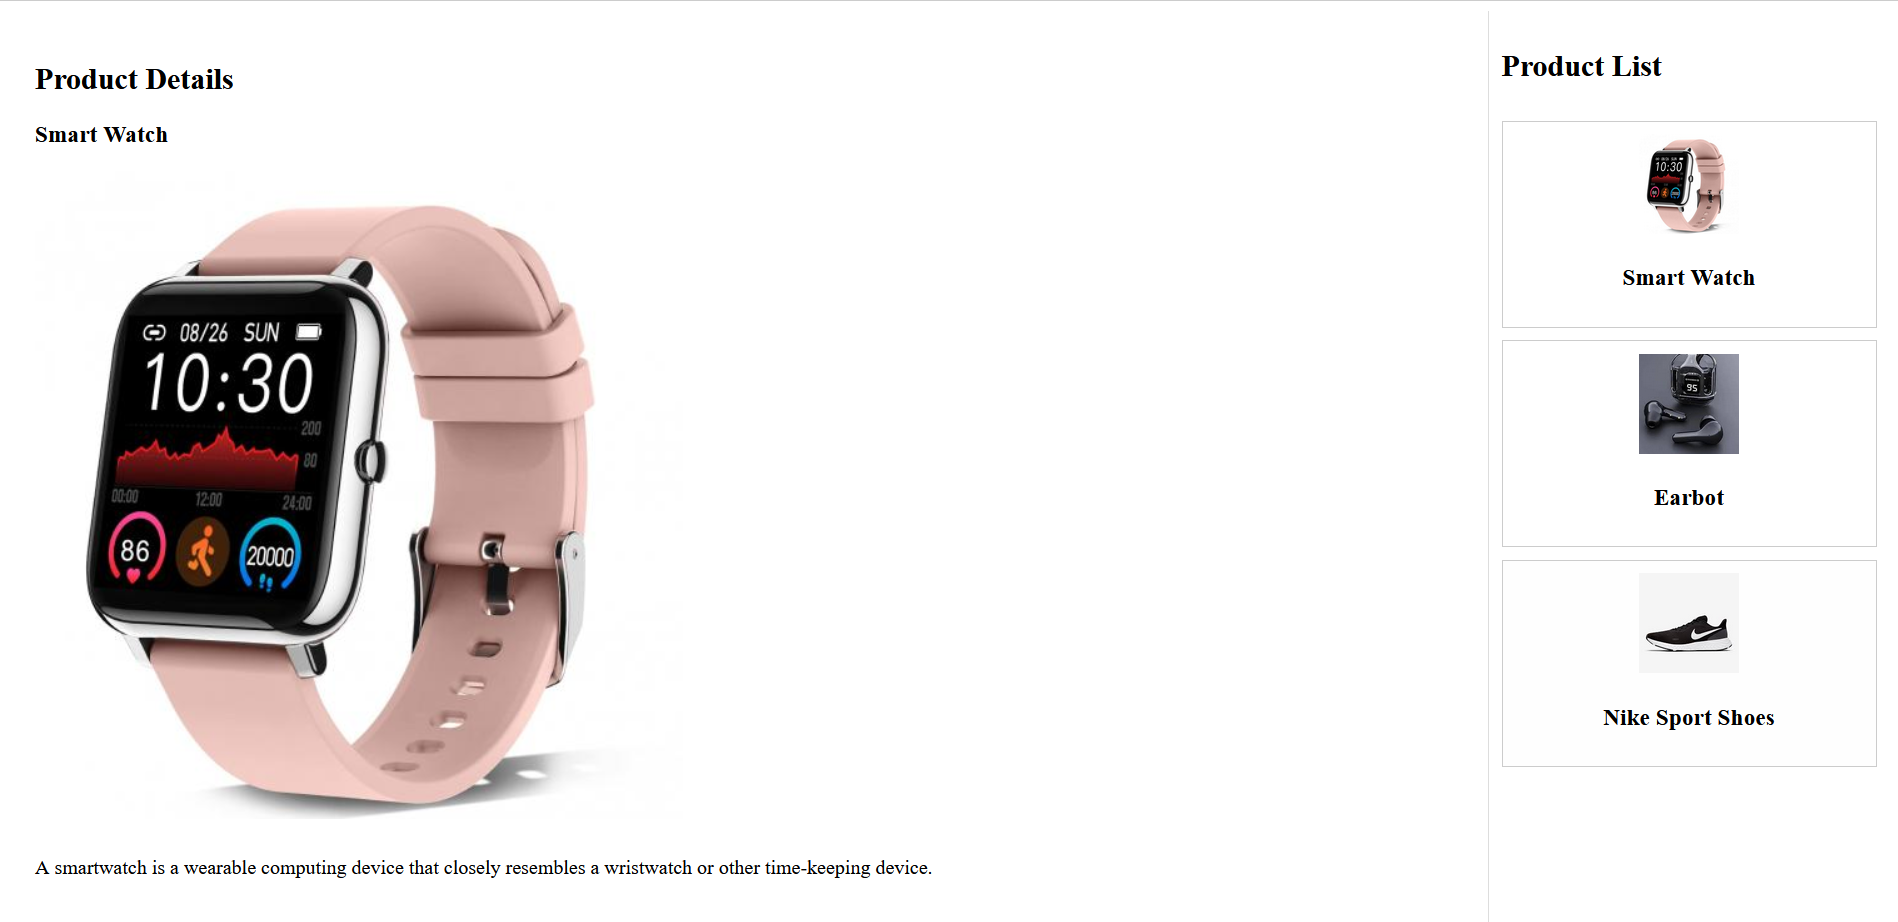 Product Details
Smart Watch
08/26 SUN
10:30
200
80
00:00 12:00 24:00
86
20000
A smartwatch is a wearable computing device that closely resembles a wristwatch or other time-keeping device.
Product List
10:30
Smart Watch
95
Earbot
Nike Sport Shoes